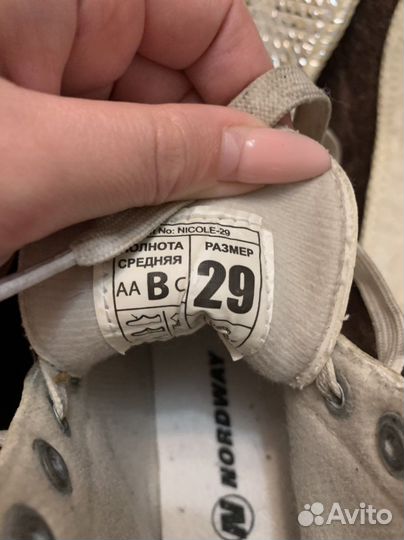 No: NICOLE-29
ПОЛНОТА
СРЕДНЯЯ
AA B C
РАЗМЕР
29
NORDWAY
Avito